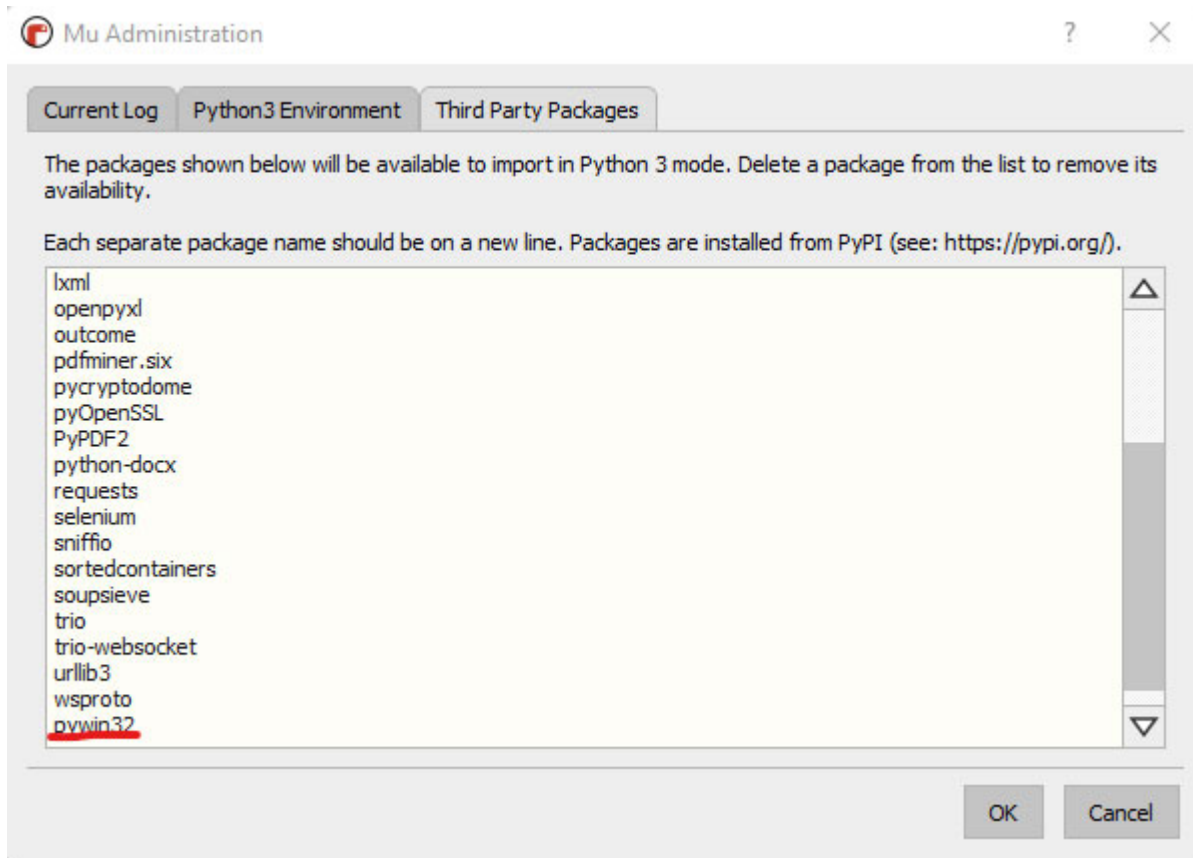 Mu Administration
Current Log
Python3 Environment
Third Party Packages
The packages shown below will be available to import in Python 3 mode. Delete a package from the list to remove its
availability.
Each separate package name should be on a new line. Packages are installed from PyPI (see: https://pypi.org/).
lxml
openpyxl
outcome
pdfminer.six
pycryptodome
pyOpenSSL
PyPDF2
python-docx
requests
selenium
sniffio
sortedcontainers
soupsieve
trio
trio-websocket
urllib3
wsproto
pywin32
OK
Cancel